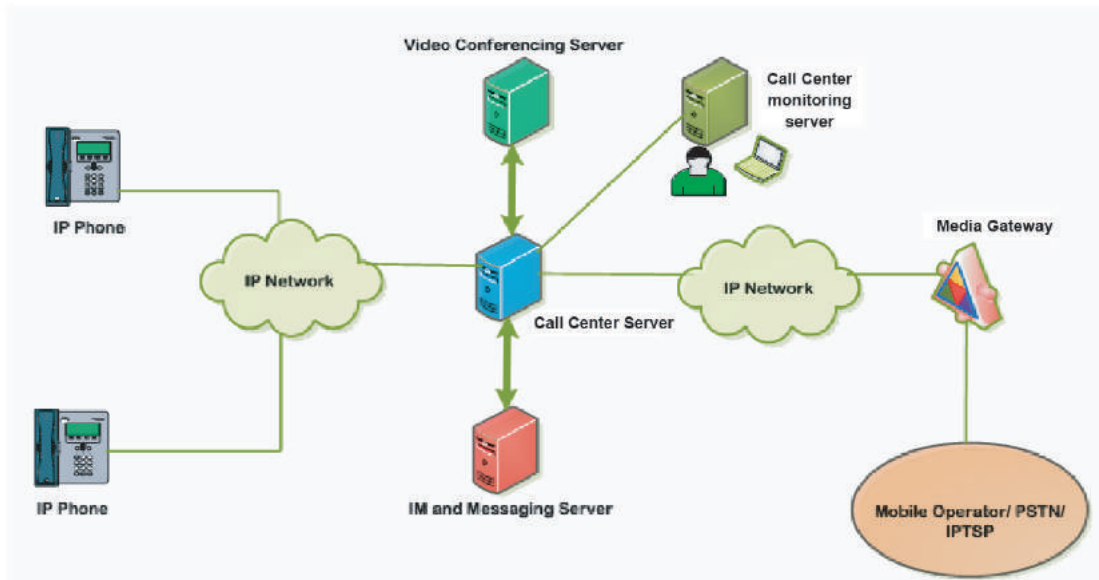 Video Conferencing Server
Call Center
monitoring
server
IP Phone
Media Gateway
IP Network
IP Network
Call Center Server
IP Phone
IM and Messaging Server
Mobile Operator/ PSTN/
IPTSP